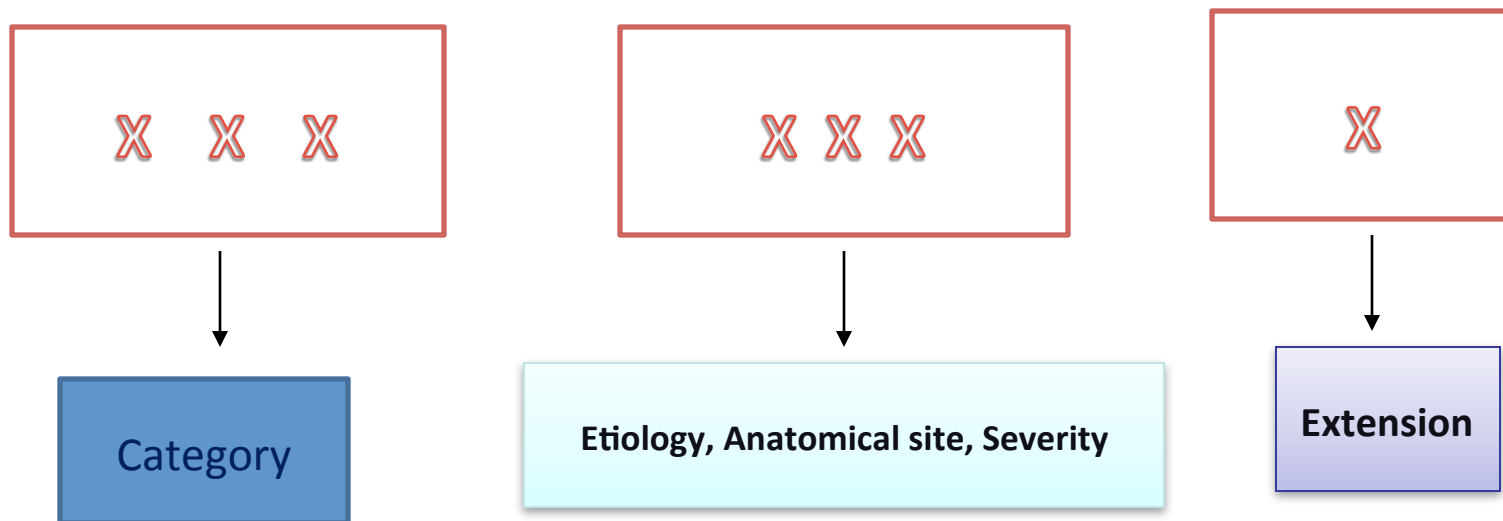 X X X
X X X
X
Category
Etiology, Anatomical site, Severity
Extension